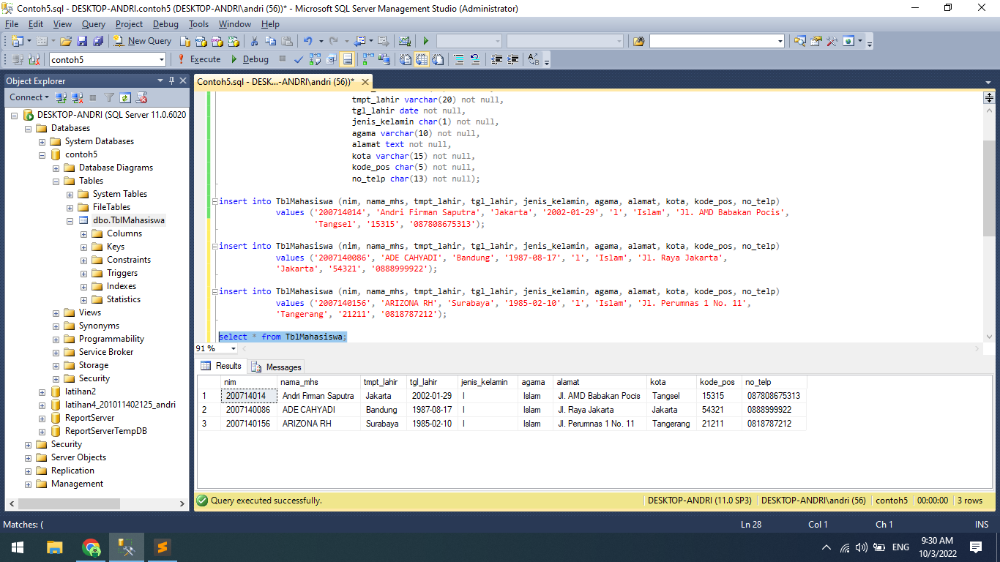 Contoh5.sql - DESKTOP-ANDRI.contoh5 (DESKTOP-ANDRI\andri (56))* - Microsoft SQL Server Management Studio (Administrator)
File Edit View Query Project Debug Tools Window Help
New Query
contoh5 Execute Debug
Object Explorer
Connect
DESKTOP-ANDRI (SQL Server 11.0.6020
Databases
System Databases
contoh5
Database Diagrams
Tables
System Tables
FileTables
dbo.TblMahasiswa
Columns
Keys
Constraints
Triggers
Indexes
Statistics
Views
Synonyms
Programmability
Service Broker
Storage
Security
latihan2
latihan4_201011402125_andri
ReportServer
ReportServerTempDB
Security
Server Objects
Replication
Management
Contoh5.sql - DESK...-ANDRI\andri (56))*
tmpt_lahir varchar(20) not null,
tgl_lahir date not null,
jenis_kelamin char(1) not null,
agama varchar(10) not null,
alamat text not null,
kota varchar(15) not null,
kode_pos char(5) not null,
no_telp char(13) not null);
insert into TblMahasiswa (nim, nama_mhs, tmpt_lahir, tgl_lahir, jenis_kelamin, agama, alamat, kota, kode_pos, no_telp)
values ('200714014', 'Andri Firman Saputra', 'Jakarta', '2002-01-29', 'l', 'Islam', 'Jl. AMD Babakan Pocis',
'Tangsel', '15315', '087808675313');
insert into TblMahasiswa (nim, nama_mhs, tmpt_lahir, tgl_lahir, jenis_kelamin, agama, alamat, kota, kode_pos, no_telp)
values ('2007140086', 'ADE CAHYADI', 'Bandung', '1987-08-17', 'l', 'Islam', 'Jl. Raya Jakarta',
'Jakarta', '54321', '0888999922');
insert into TblMahasiswa (nim, nama_mhs, tmpt_lahir, tgl_lahir, jenis_kelamin, agama, alamat, kota, kode_pos, no_telp)
values ('2007140156', 'ARIZONA RH', 'Surabaya', '1985-02-10', 'l', 'Islam', 'Jl. Perumnas 1 No. 11',
'Tangerang', '21211', '0818787212');
select * from TblMahasiswa;
91 %
Results Messages
nim nama_mhs tmpt_lahir tgl_lahir jenis_kelamin agama alamat kota kode_pos no_telp
1 200714014 Andri Firman Saputra Jakarta 2002-01-29 l Islam Jl. AMD Babakan Pocis Tangsel 15315 087808675313
2 2007140086 ADE CAHYADI Bandung 1987-08-17 l Islam Jl. Raya Jakarta Jakarta 54321 0888999922
3 2007140156 ARIZONA RH Surabaya 1985-02-10 l Islam Jl. Perumnas 1 No. 11 Tangerang 21211 0818787212
Query executed successfully. DESKTOP-ANDRI (11.0 SP3) DESKTOP-ANDRI\andri (56) contoh5 00:00:00 3 rows
Matches: ( Ln 28 Col 1 Ch 1 INS
ENG
9:30 AM
10/3/2022